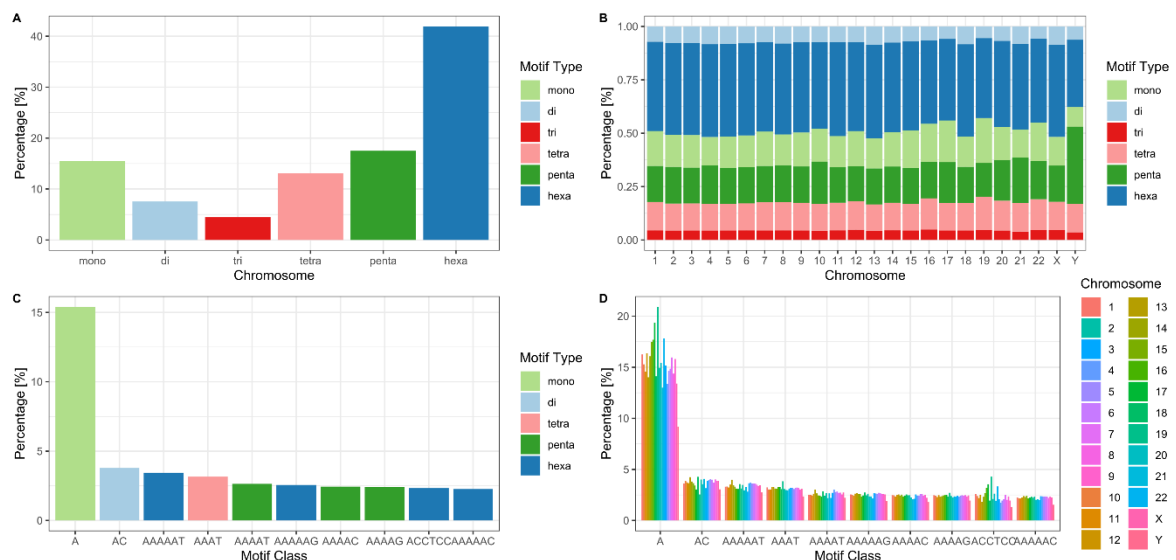 A
Percentage [%]
40
30
20
10
0
mono di tri tetra penta hexa
Chromosome
Motif Type
mono
di
tri
tetra
penta
hexa
B
Percentage [%]
1.00
0.75
0.50
0.25
0.00
1 2 3 4 5 6 7 8 9 10 11 12 13 14 15 16 17 18 19 20 21 22 X Y
Chromosome
Motif Type
mono
di
tri
tetra
penta
hexa
C
Percentage [%]
15
10
5
0
A AC AAAAAT AAAT AAAAT AAAAAG AAAAC AAAAG ACCTCC AAAAAC
Motif Class
Motif Type
mono
di
tetra
penta
hexa
D
Percentage [%]
20
15
10
5
0
A AC AAAAAT AAAT AAAAT AAAAAG AAAAC AAAAG ACCTCC AAAAAC
Motif Class
Chromosome
1 13
2 14
3 15
4 16
5 17
6 18
7 19
8 20
9 21
10 22
11 X
12 Y